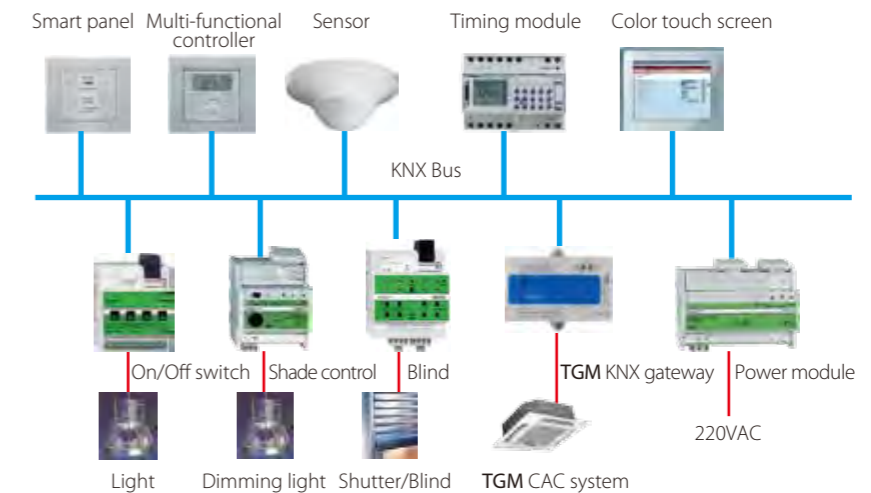 Smart panel
Multi-functional
controller
Sensor
Timing module
Color touch screen
KNX Bus
On/Off switch
Shade control
Blind
TGM KNX gateway
Power module
220VAC
Light
Dimming light
Shutter/Blind
TGM CAC system